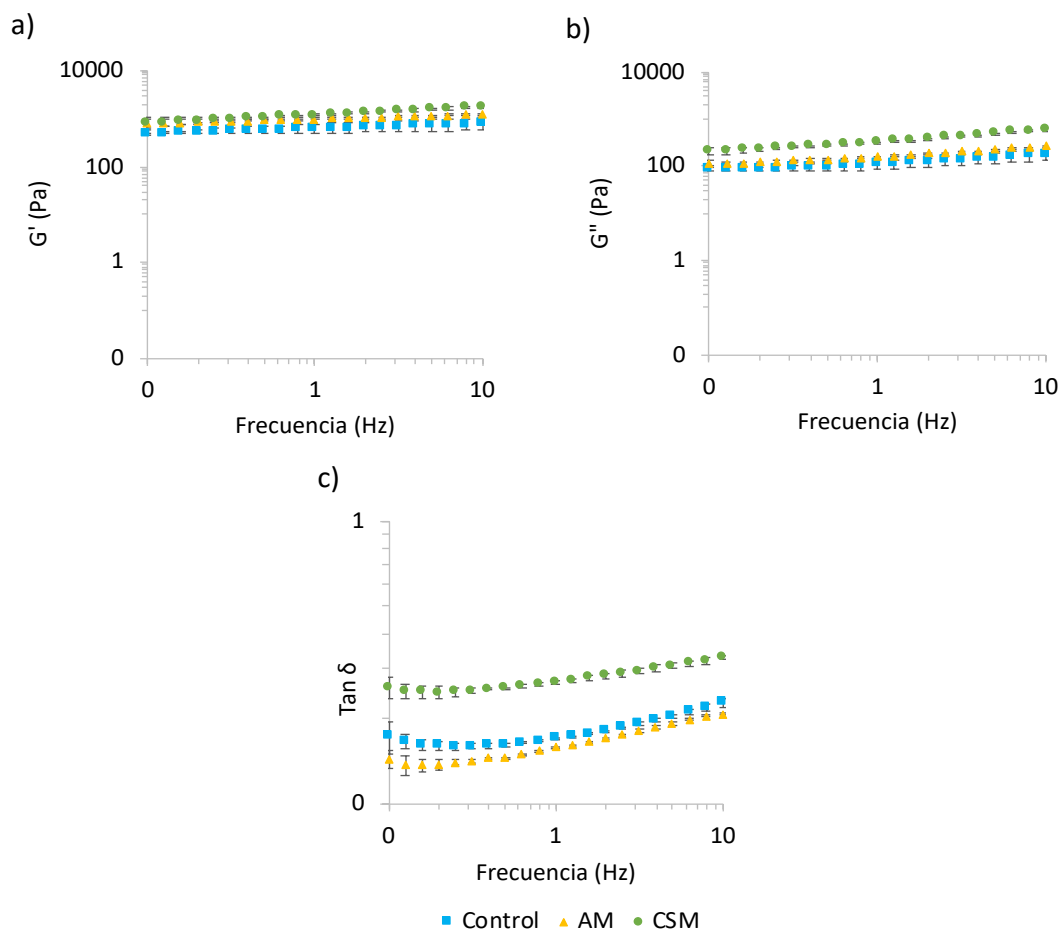 a)
10000
100
1
0
G' (Pa)
0 1 10
Frecuencia (Hz)
b)
10000
100
1
0
G" (Pa)
0 1 10
Frecuencia (Hz)
c)
1
0
Tan δ
0 1 10
Frecuencia (Hz)
Control AM CSM